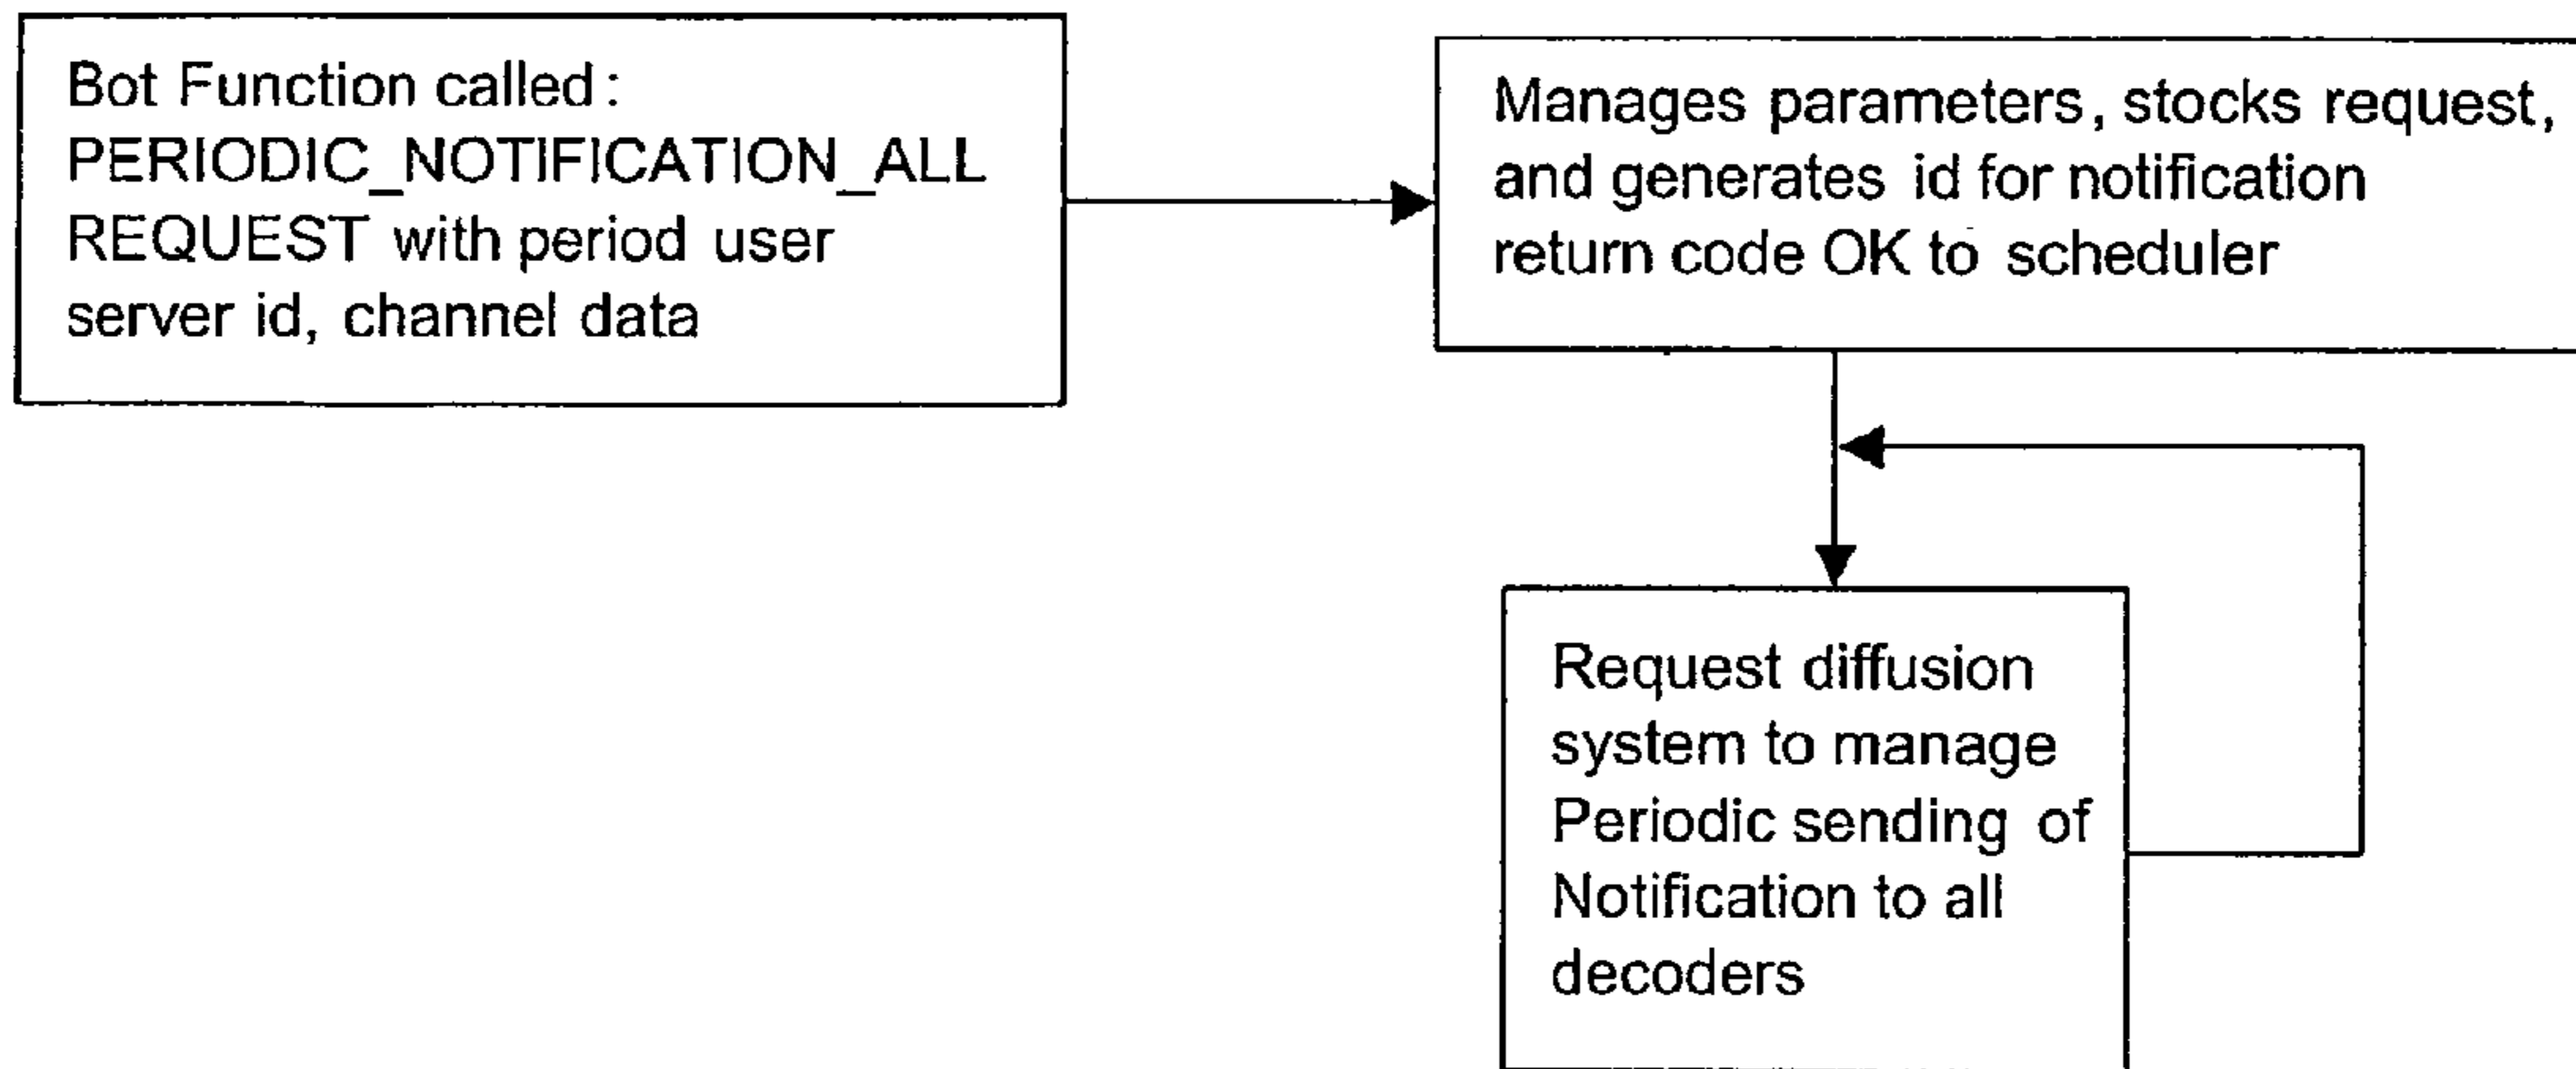 Bot Function called:
PERIODIC_NOTIFICATION_ALL
REQUEST with period user
server id, channel data
Manages parameters, stocks request,
and generates id for notification
return code OK to scheduler
Request diffusion
system to manage
Periodic sending of
Notification to all
decoders